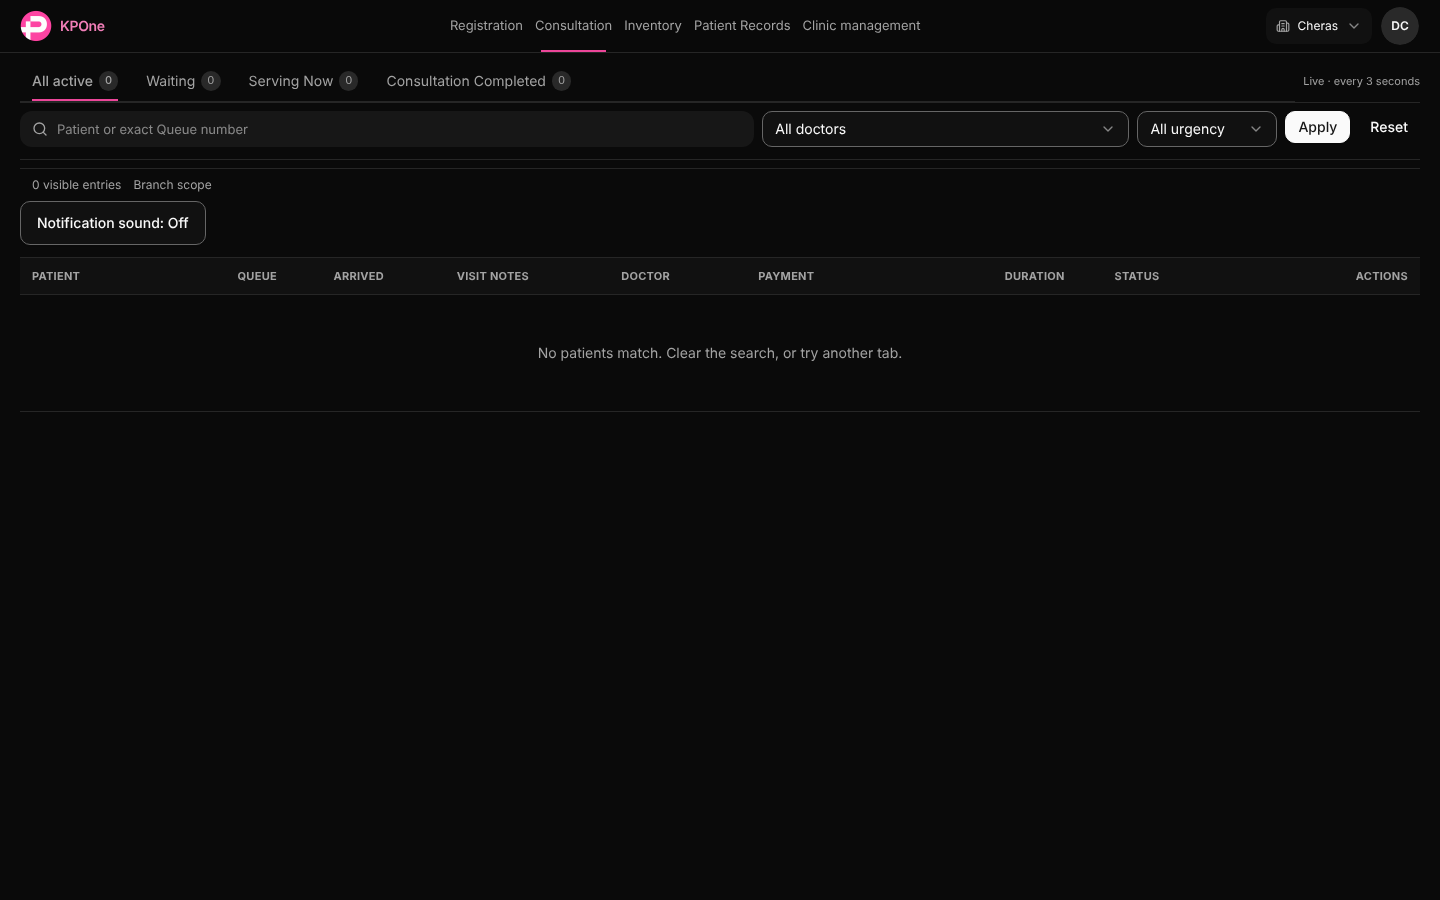 KPOne
Registration Consultation Inventory Patient Records Clinic management
Cheras
DC
All active 0 Waiting 0 Serving Now 0 Consultation Completed 0
Live · every 3 seconds
Patient or exact Queue number
All doctors
All urgency
Apply
Reset
0 visible entries Branch scope
Notification sound: Off
PATIENT QUEUE ARRIVED VISIT NOTES DOCTOR PAYMENT DURATION STATUS ACTIONS
No patients match. Clear the search, or try another tab.